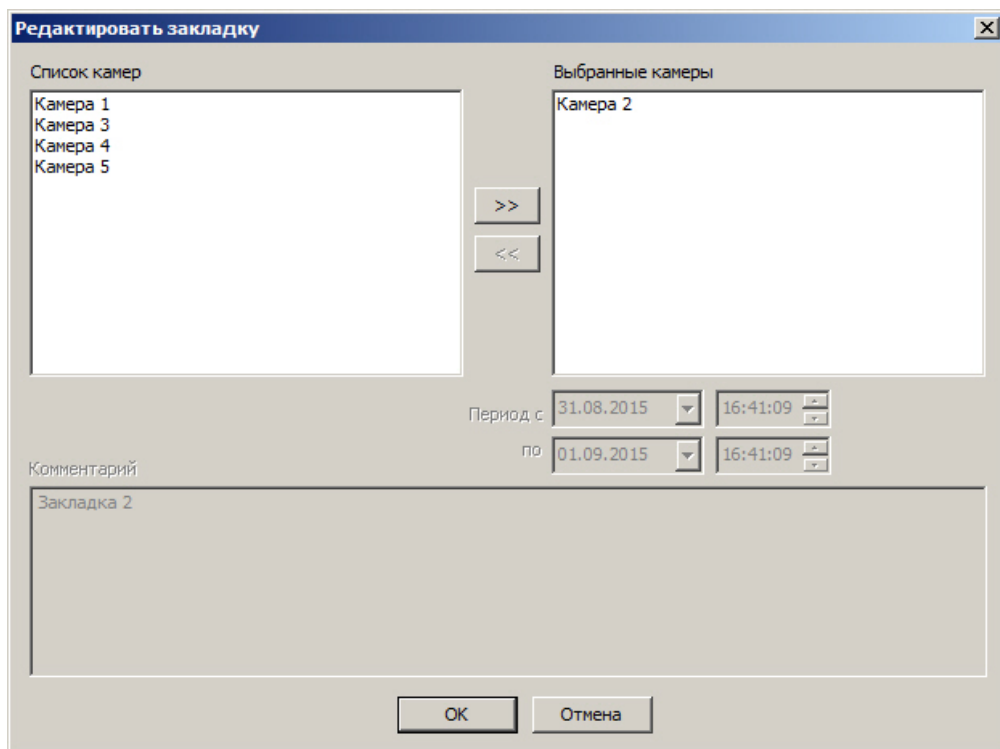 Редактировать закладку
Список камер
Выбранные камеры
Камера 1
Камера 3
Камера 4
Камера 5
Камера 2
>>
<<
Период с 31.08.2015 16:41:09
по 01.09.2015 16:41:09
Комментарий
Закладка 2
OK
Отмена